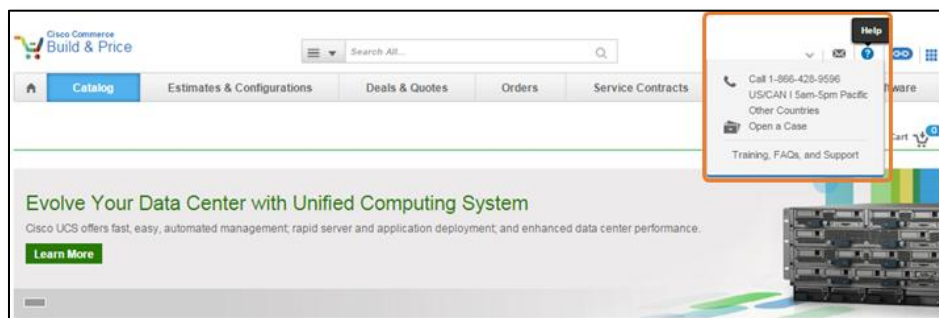 Cisco Commerce
Build & Price
Search All...
Help
?
Call 1-866-428-9596
US/CAN | 5am-5pm Pacific
Other Countries
Open a Case
Training, FAQs, and Support
Catalog Estimates & Configurations Deals & Quotes Orders Service Contracts ftware
Cart 0
Evolve Your Data Center with Unified Computing System
Cisco UCS offers fast, easy, automated management; rapid server and application deployment; and enhanced data center performance.
Learn More